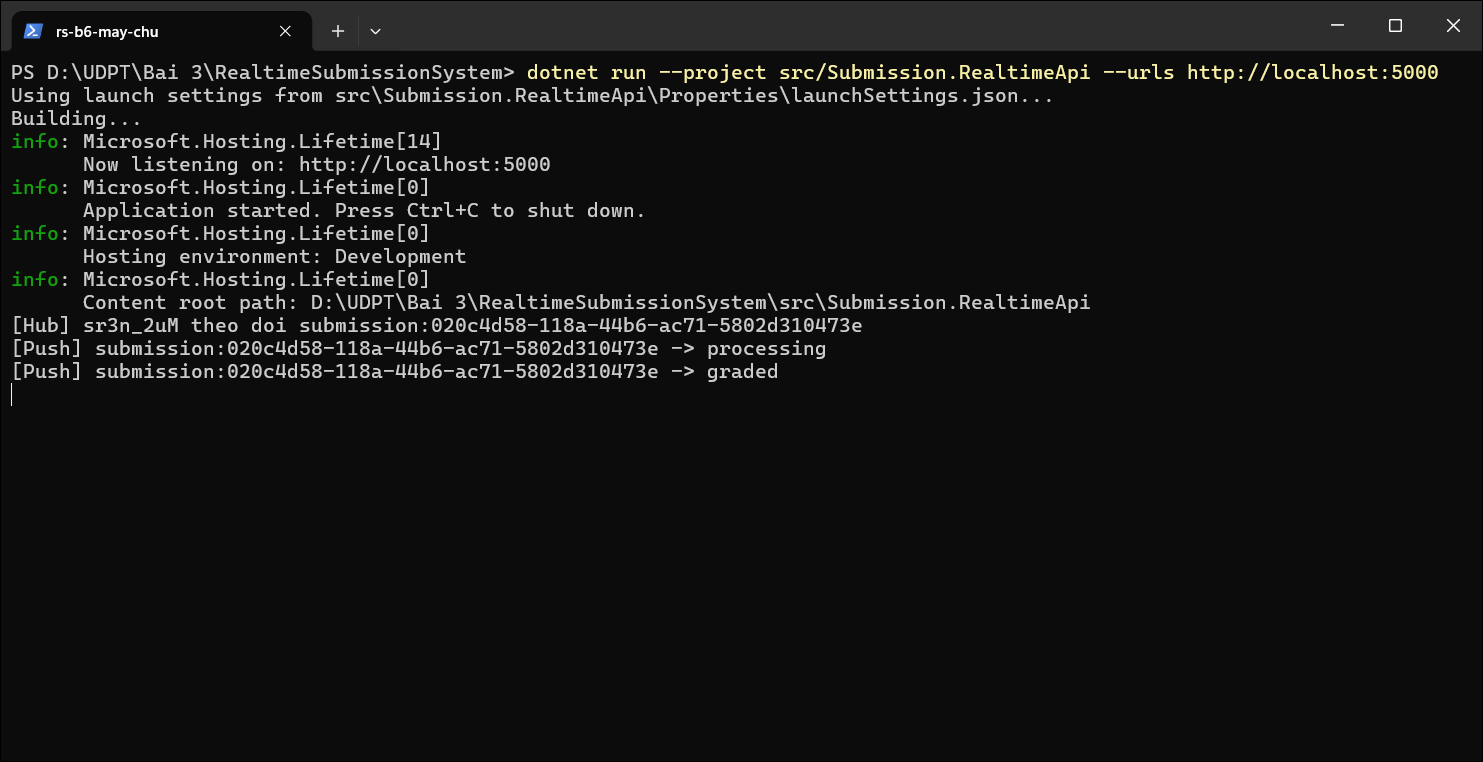 rs-b6-may-chu
PS D:\UDPT\Bai 3\RealtimeSubmissionSystem> dotnet run --project src/Submission.RealtimeApi --urls http://localhost:5000
Using launch settings from src\Submission.RealtimeApi\Properties\launchSettings.json...
Building...
info: Microsoft.Hosting.Lifetime[14]
      Now listening on: http://localhost:5000
info: Microsoft.Hosting.Lifetime[0]
      Application started. Press Ctrl+C to shut down.
info: Microsoft.Hosting.Lifetime[0]
      Hosting environment: Development
info: Microsoft.Hosting.Lifetime[0]
      Content root path: D:\UDPT\Bai 3\RealtimeSubmissionSystem\src\Submission.RealtimeApi
[Hub] sr3n_2uM theo doi submission:020c4d58-118a-44b6-ac71-5802d310473e
[Push] submission:020c4d58-118a-44b6-ac71-5802d310473e -> processing
[Push] submission:020c4d58-118a-44b6-ac71-5802d310473e -> graded